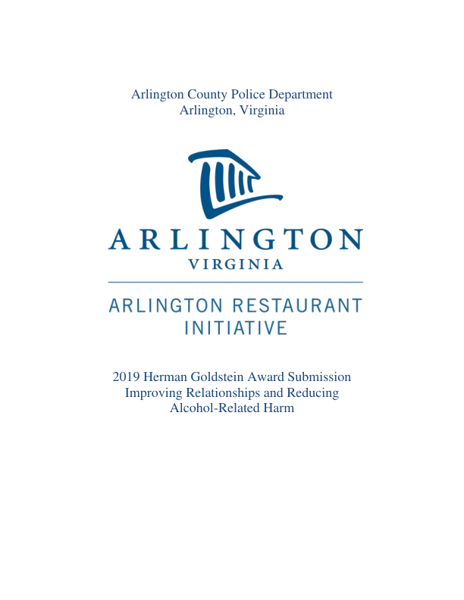 Arlington County Police Department
Arlington, Virginia
ARLINGTON
VIRGINIA
ARLINGTON RESTAURANT
INITIATIVE
2019 Herman Goldstein Award Submission
Improving Relationships and Reducing
Alcohol-Related Harm